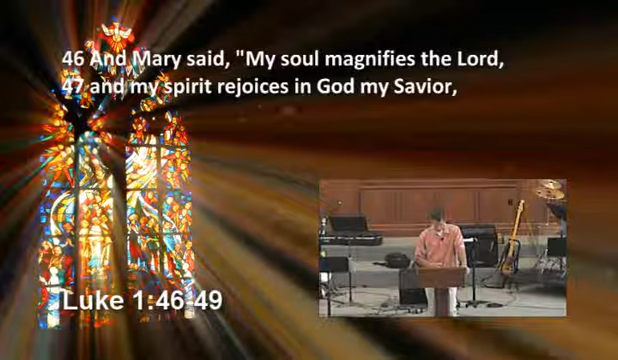 46 And Mary said, "My soul magnifies the Lord,
47 and my spirit rejoices in God my Savior,
Luke 1:46-49